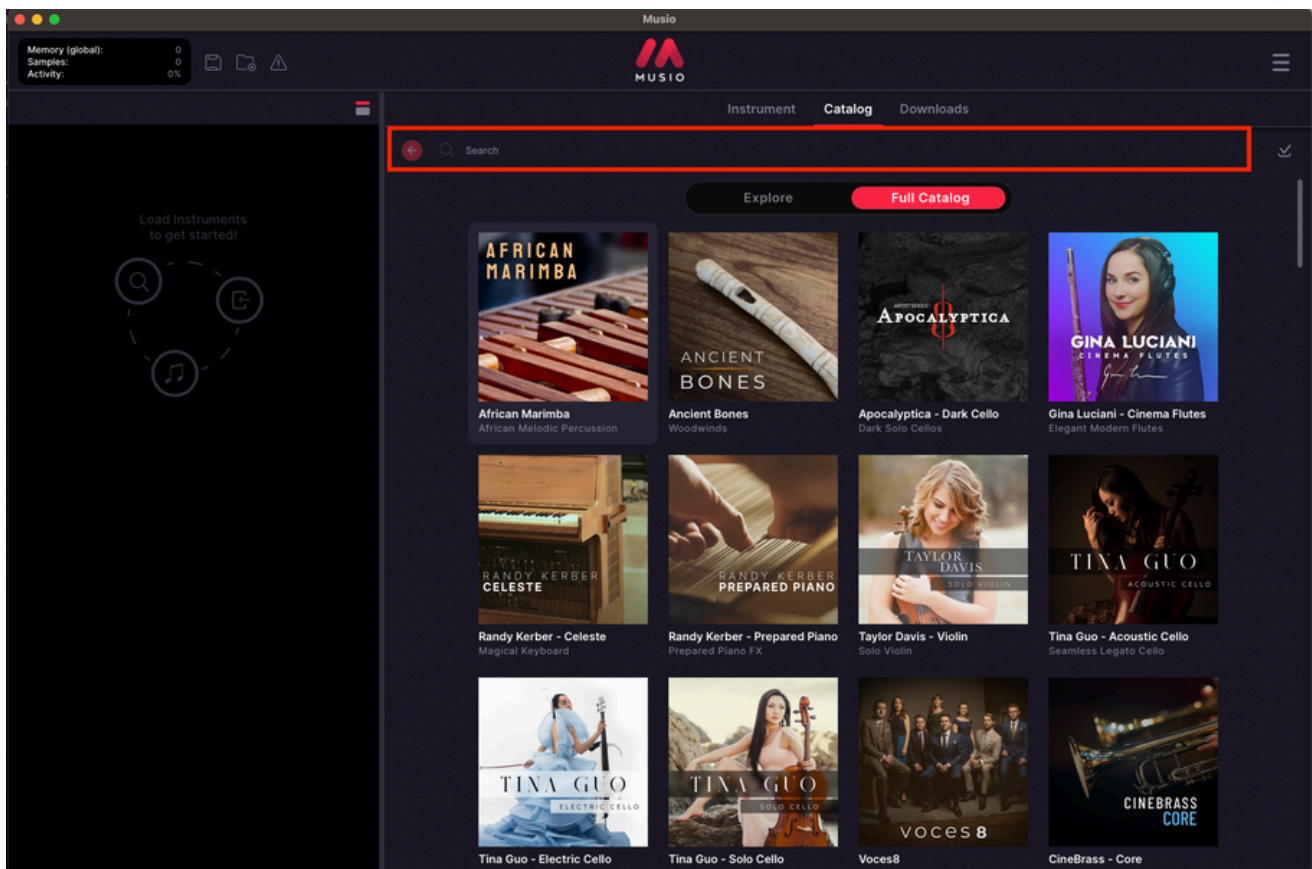 Musio
Memory (global): 0
Samples: 0
Activity: 0%
MUSIO
Instrument Catalog Downloads
Search
Load Instruments
to get started!
Explore Full Catalog
AFRICAN
MARIMBA
ANCIENT
BONES
ARTIST SERIES
APOCALYPTICA
GINA LUCIANI
CINEMA FLUTES
African Marimba
African Melodic Percussion
Ancient Bones
Woodwinds
Apocalyptica - Dark Cello
Dark Solo Cellos
Gina Luciani - Cinema Flutes
Elegant Modern Flutes
RANDY KERBER
CELESTE
RANDY KERBER
PREPARED PIANO
TAYLOR
DAVIS
SOLO VIOLIN
TINA GUO
ACOUSTIC CELLO
Randy Kerber - Celeste
Magical Keyboard
Randy Kerber - Prepared Piano
Prepared Piano FX
Taylor Davis - Violin
Solo Violin
Tina Guo - Acoustic Cello
Seamless Legato Cello
TINA GUO
ELECTRIC CELLO
TINA GUO
SOLO CELLO
voces8
CINEBRASS
CORE
Tina Guo - Electric Cello
Tina Guo - Solo Cello
Voces8
CineBrass - Core